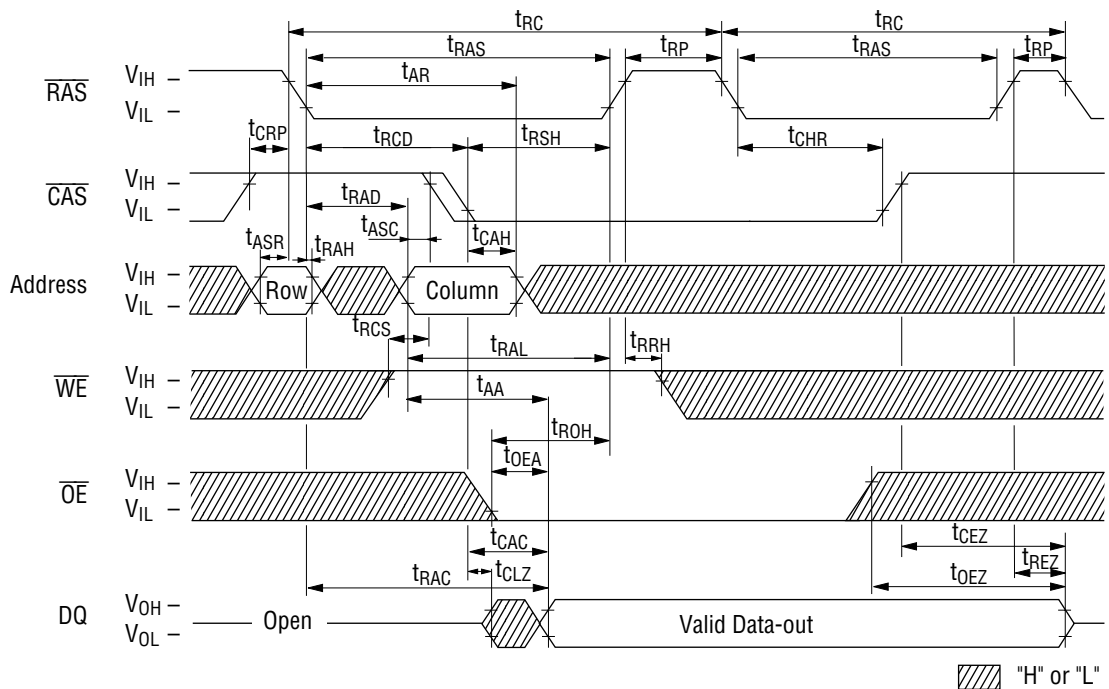 tRC tRC
tRAS tRP tRAS tRP
tAR
RAS VIH
VIL
tCRP tRCD tRSH tCHR
CAS VIH
VIL
tRAD
tASC
tCAH
tASR tRAH
Address VIH
VIL
Row Column
tRCS
tRAL tRRH
WE VIH
VIL
tAA
tROH
tOEA
OE VIH
VIL
tCAC tCEZ
tCLZ tREZ
tRAC tOEZ
DQ VOH
VOL
Open Valid Data-out
"H" or "L"